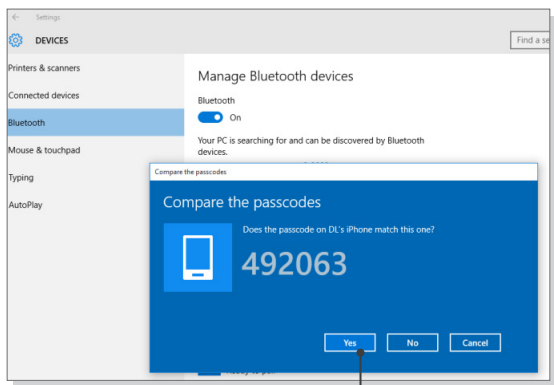 Settings
DEVICES
Find a se
Printers & scanners
Connected devices
Bluetooth
Mouse & touchpad
Typing
AutoPlay
Manage Bluetooth devices
Bluetooth
On
Your PC is searching for and can be discovered by Bluetooth
devices.
Compare the passcodes
Compare the passcodes
Does the passcode on DL's iPhone match this one?
492063
Yes No Cancel